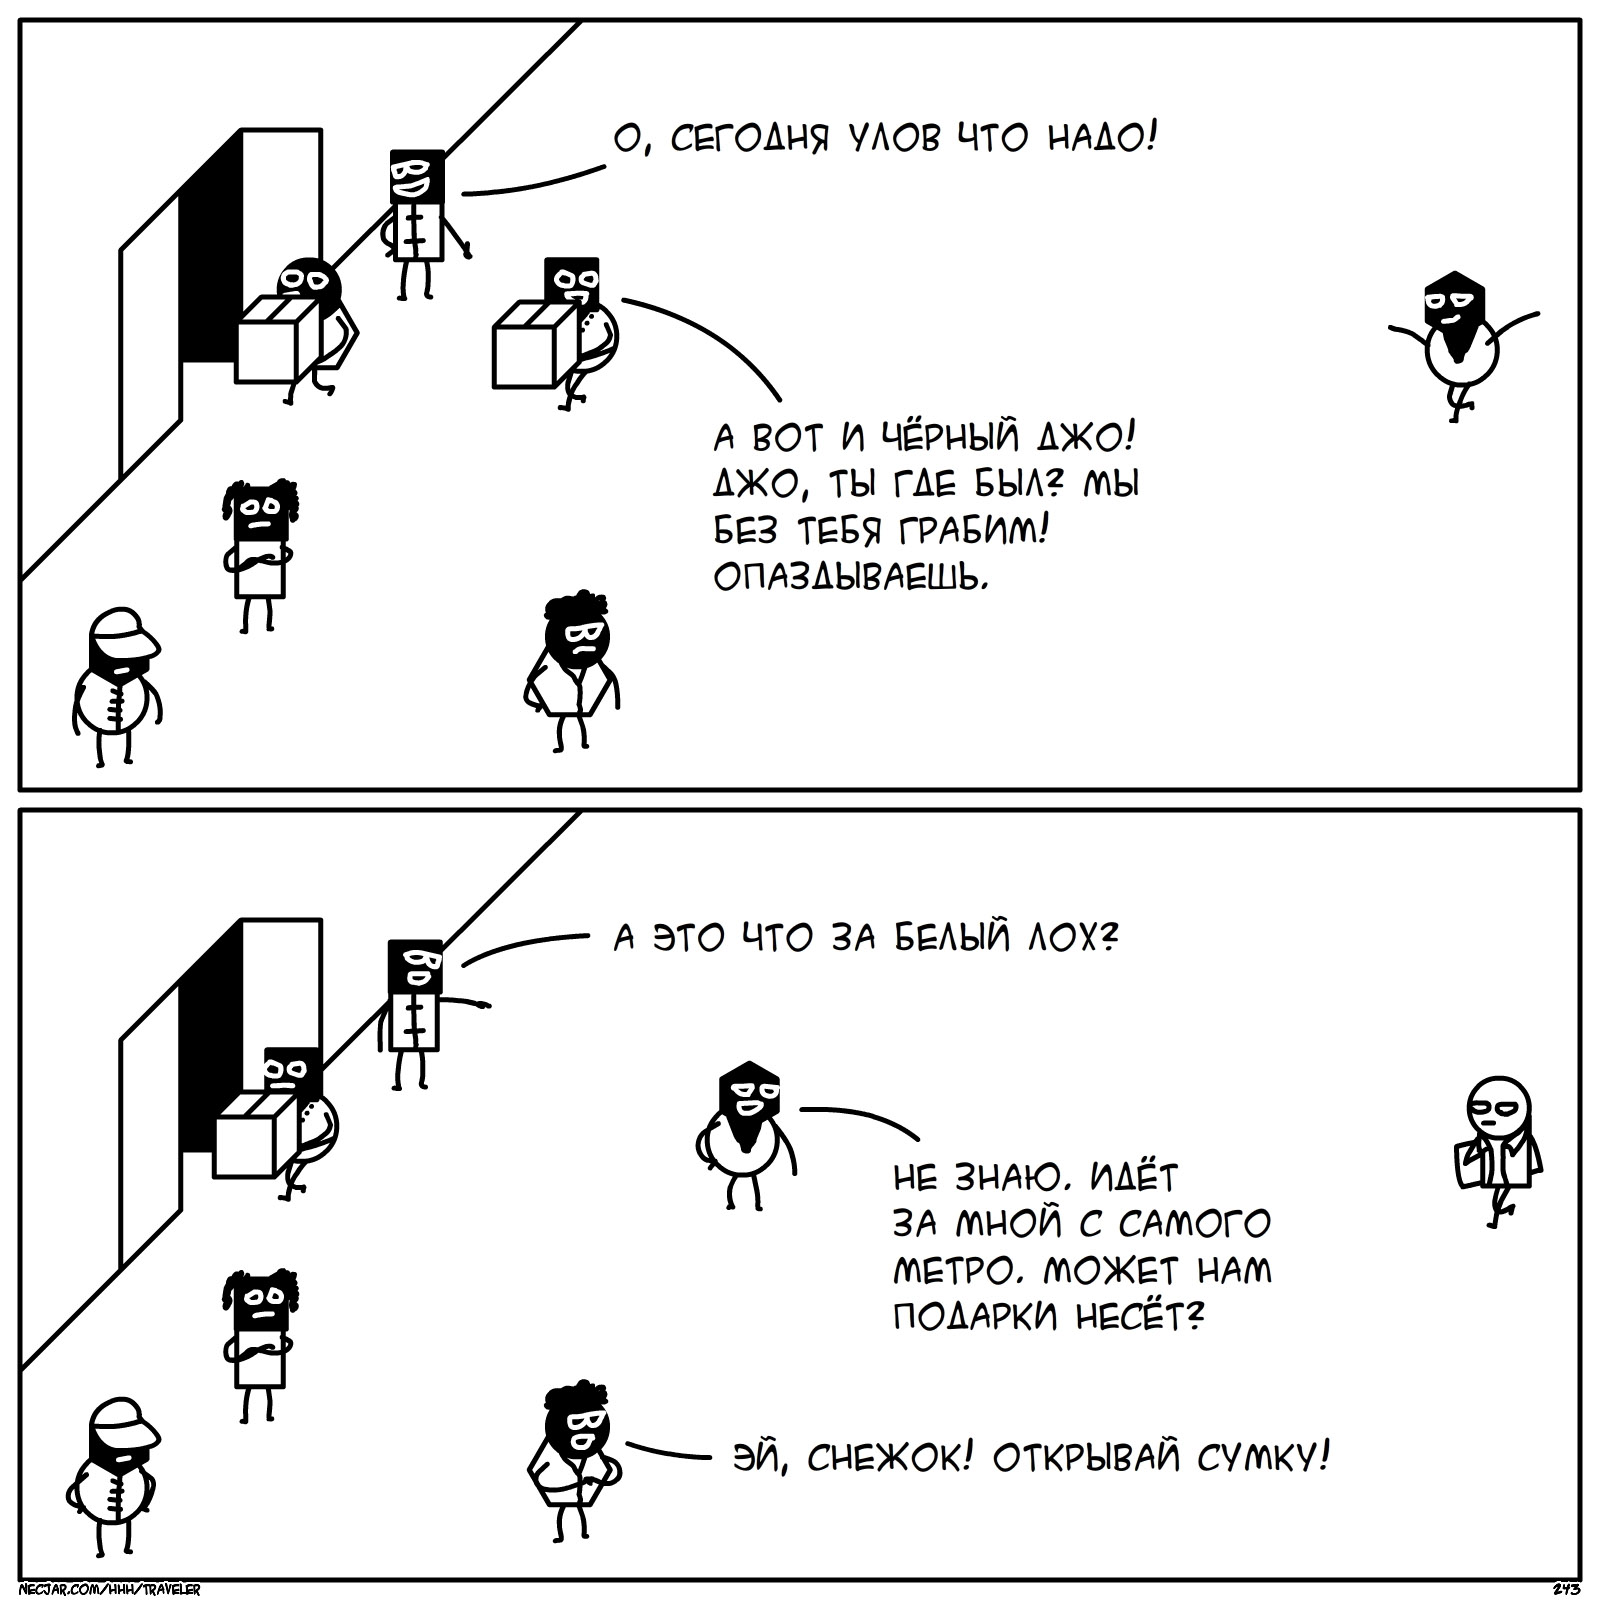 О, СЕГОДНЯ УЛОВ ЧТО НАДО!
А ВОТ И ЧЁРНЫЙ ДЖО!
ДЖО, ТЫ ГДЕ БЫЛ? МЫ
БЕЗ ТЕБЯ ГРАБИМ!
ОПАЗДЫВАЕШЬ.
А ЭТО ЧТО ЗА БЕЛЫЙ ЛОХ?
НЕ ЗНАЮ. ИДЁТ
ЗА МНОЙ С САМОГО
МЕТРО. МОЖЕТ НАМ
ПОДАРКИ НЕСЁТ?
ЭЙ, СНЕЖОК! ОТКРЫВАЙ СУМКУ!
NECJAR.COM/HHH/TRAVELER
243